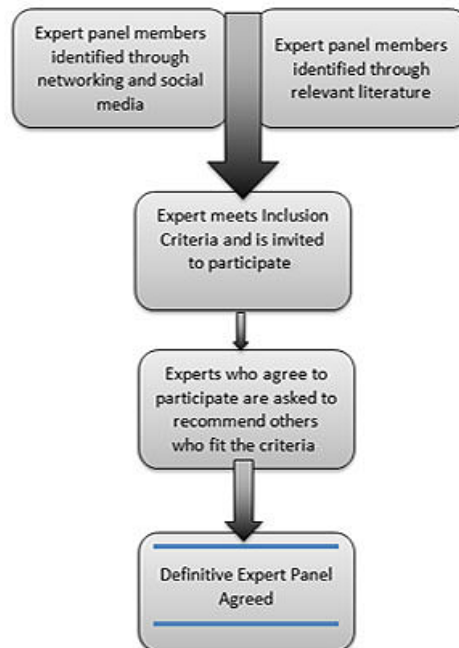 Expert panel members
identified through
networking and social
media
Expert panel members
identified through
relevant literature
Expert meets Inclusion
Criteria and is invited
to participate
Experts who agree to
participate are asked to
recommend others
who fit the criteria
Definitive Expert Panel
Agreed